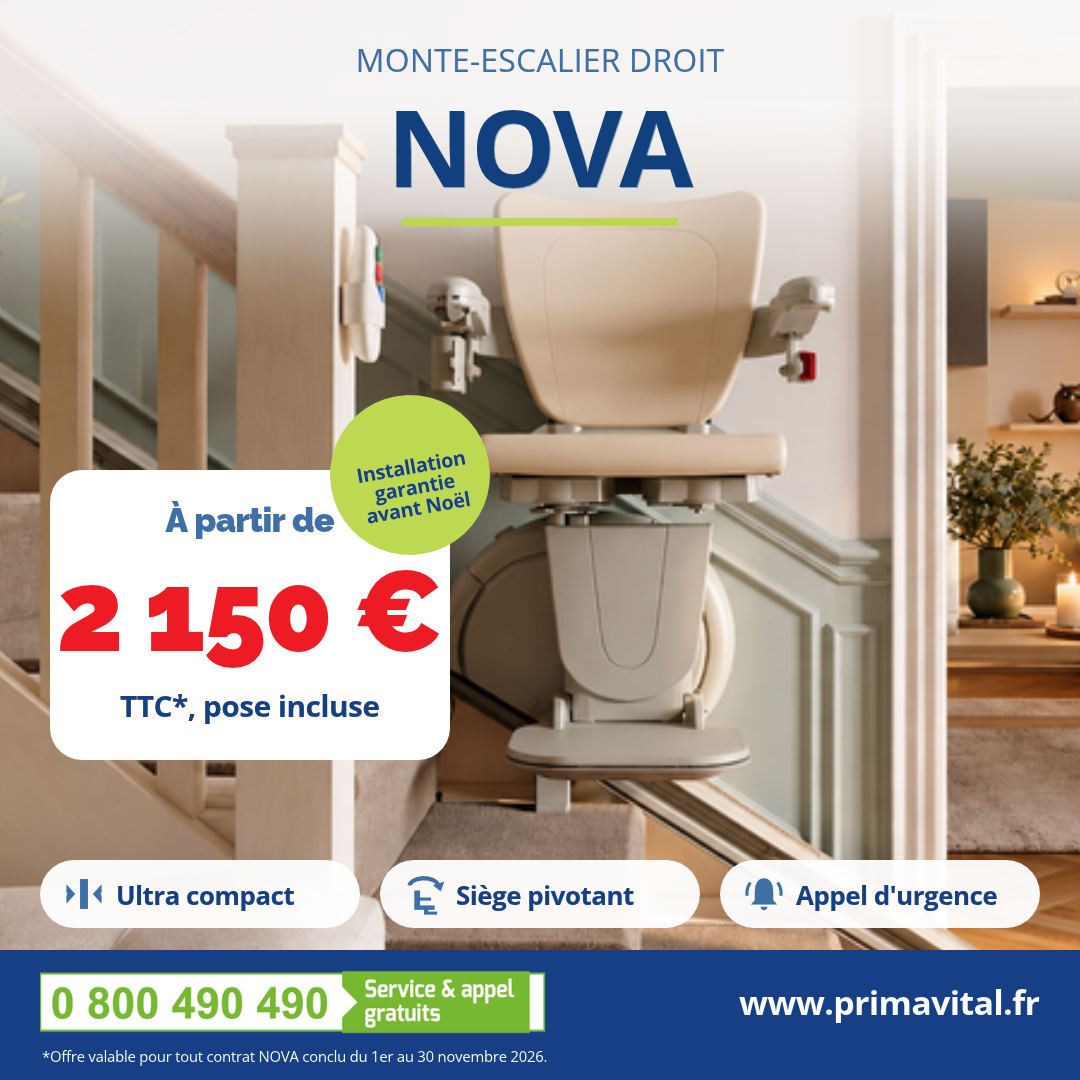 MONTE-ESCALIER DROIT
NOVA
Installation
garantie
avant Noël
À partir de
2 150 €
TTC*, pose incluse
Ultra compact
Siège pivotant
Appel d'urgence
0 800 490 490
Service & appel
gratuits
www.primavital.fr
*Offre valable pour tout contrat NOVA conclu du 1er au 30 novembre 2026.